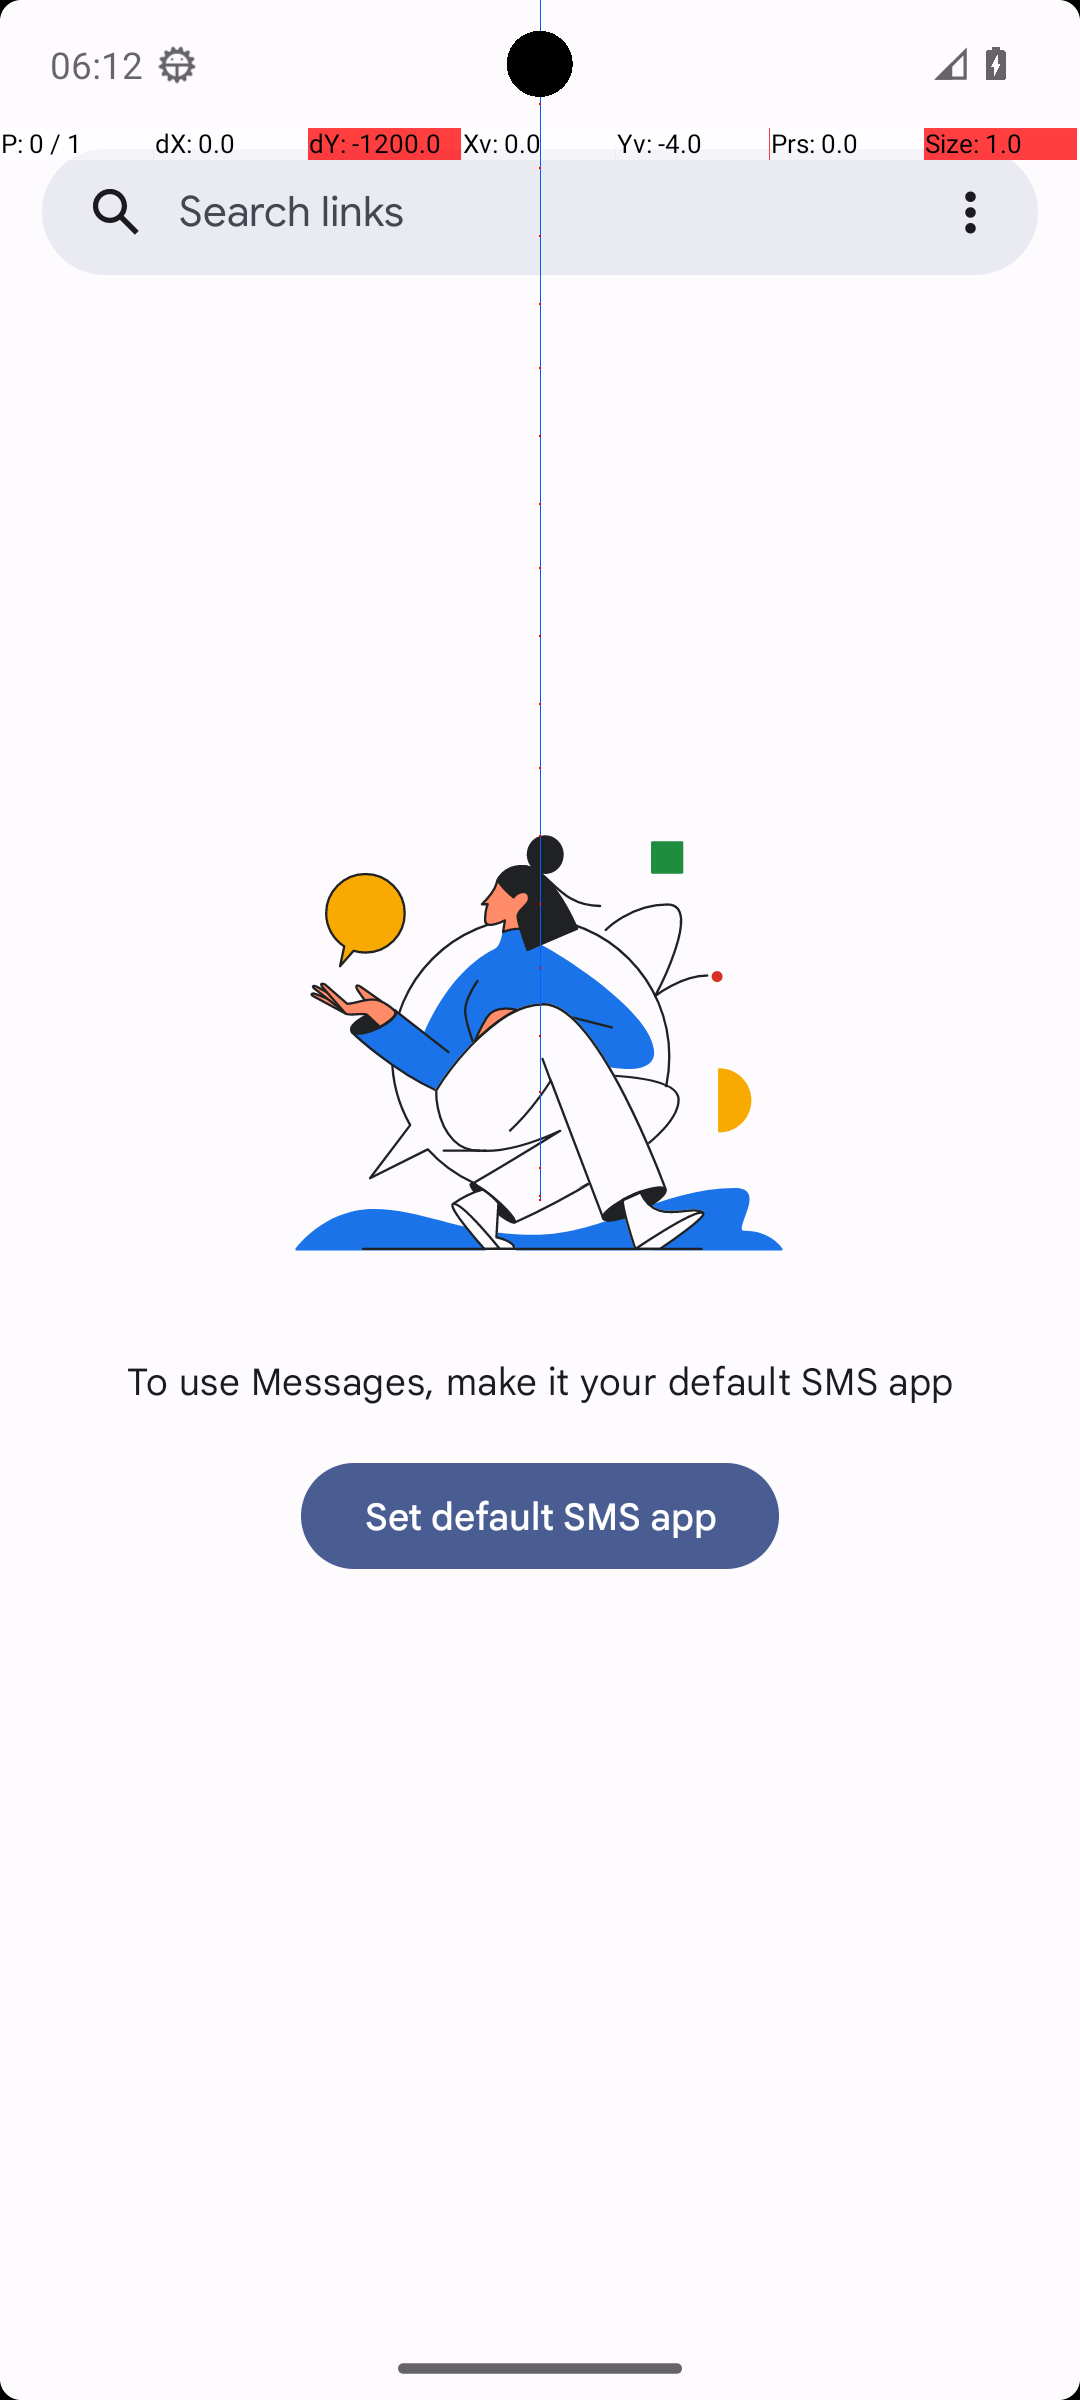 06:12
P: 0 / 1 dX: 0.0 dY: -1200.0 Xv: 0.0 Yv: -4.0 Prs: 0.0 Size: 1.0
Search links
To use Messages, make it your default SMS app
Set default SMS app